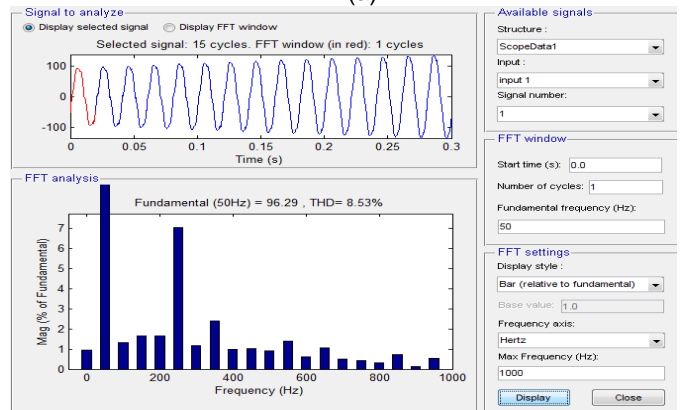 Signal to analyze
Display selected signal Display FFT window
Selected signal: 15 cycles. FFT window (in red): 1 cycles
100
0
-100
0 0.05 0.1 0.15 0.2 0.25 0.3
Time (s)
FFT analysis
Fundamental (50Hz) = 96.29 , THD= 8.53%
Mag (% of Fundamental)
7
6
5
4
3
2
1
0
0 200 400 600 800 1000
Frequency (Hz)
Available signals
Structure :
ScopeData1
Input :
input 1
Signal number:
1
FFT window
Start time (s): 0.0
Number of cycles: 1
Fundamental frequency (Hz):
50
FFT settings
Display style :
Bar (relative to fundamental)
Base value: 1.0
Frequency axis:
Hertz
Max Frequency (Hz):
1000
Display Close